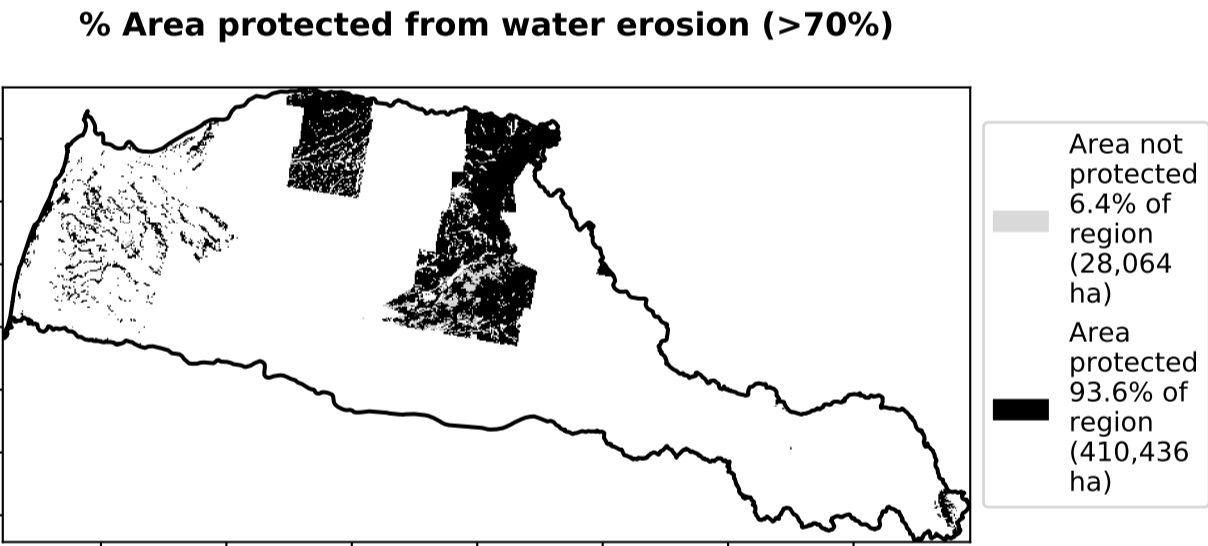 % Area protected from water erosion (>70%)
Area not
protected
6.4% of
region
(28,064
ha)
Area
protected
93.6% of
region
(410,436
ha)